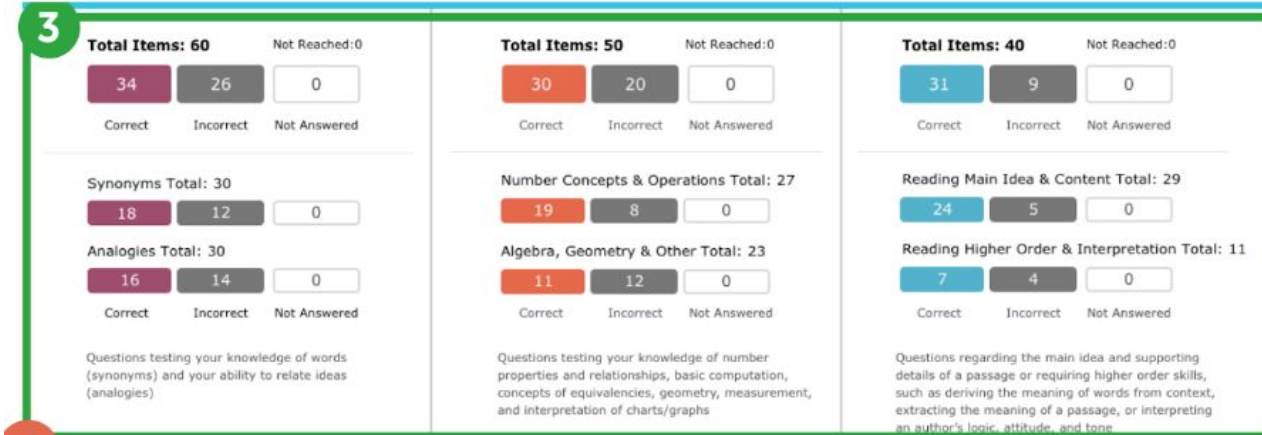 3
Total Items: 60 Not Reached:0
34 26 0
Correct Incorrect Not Answered
Synonyms Total: 30
18 12 0
Analogies Total: 30
16 14 0
Correct Incorrect Not Answered
Questions testing your knowledge of words
(synonyms) and your ability to relate ideas
(analogies)
Total Items: 50 Not Reached:0
30 20 0
Correct Incorrect Not Answered
Number Concepts & Operations Total: 27
19 8 0
Algebra, Geometry & Other Total: 23
11 12 0
Correct Incorrect Not Answered
Questions testing your knowledge of number
properties and relationships, basic computation,
concepts of equivalencies, geometry, measurement,
and interpretation of charts/graphs
Total Items: 40 Not Reached:0
31 9 0
Correct Incorrect Not Answered
Reading Main Idea & Content Total: 29
24 5 0
Reading Higher Order & Interpretation Total: 11
7 4 0
Correct Incorrect Not Answered
Questions regarding the main idea and supporting
details of a passage or requiring higher order skills,
such as deriving the meaning of words from context,
extracting the meaning of a passage, or interpreting
an author's logic, attitude, and tone